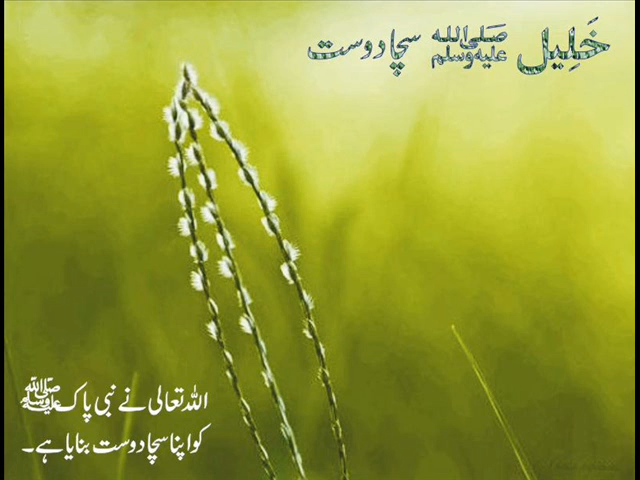 خَلِيل صلى الله عليه وسلم سچا دوست
اللہ تعالی نے نبی پاک ﷺ
کو اپنا سچا دوست بنایا ہے۔